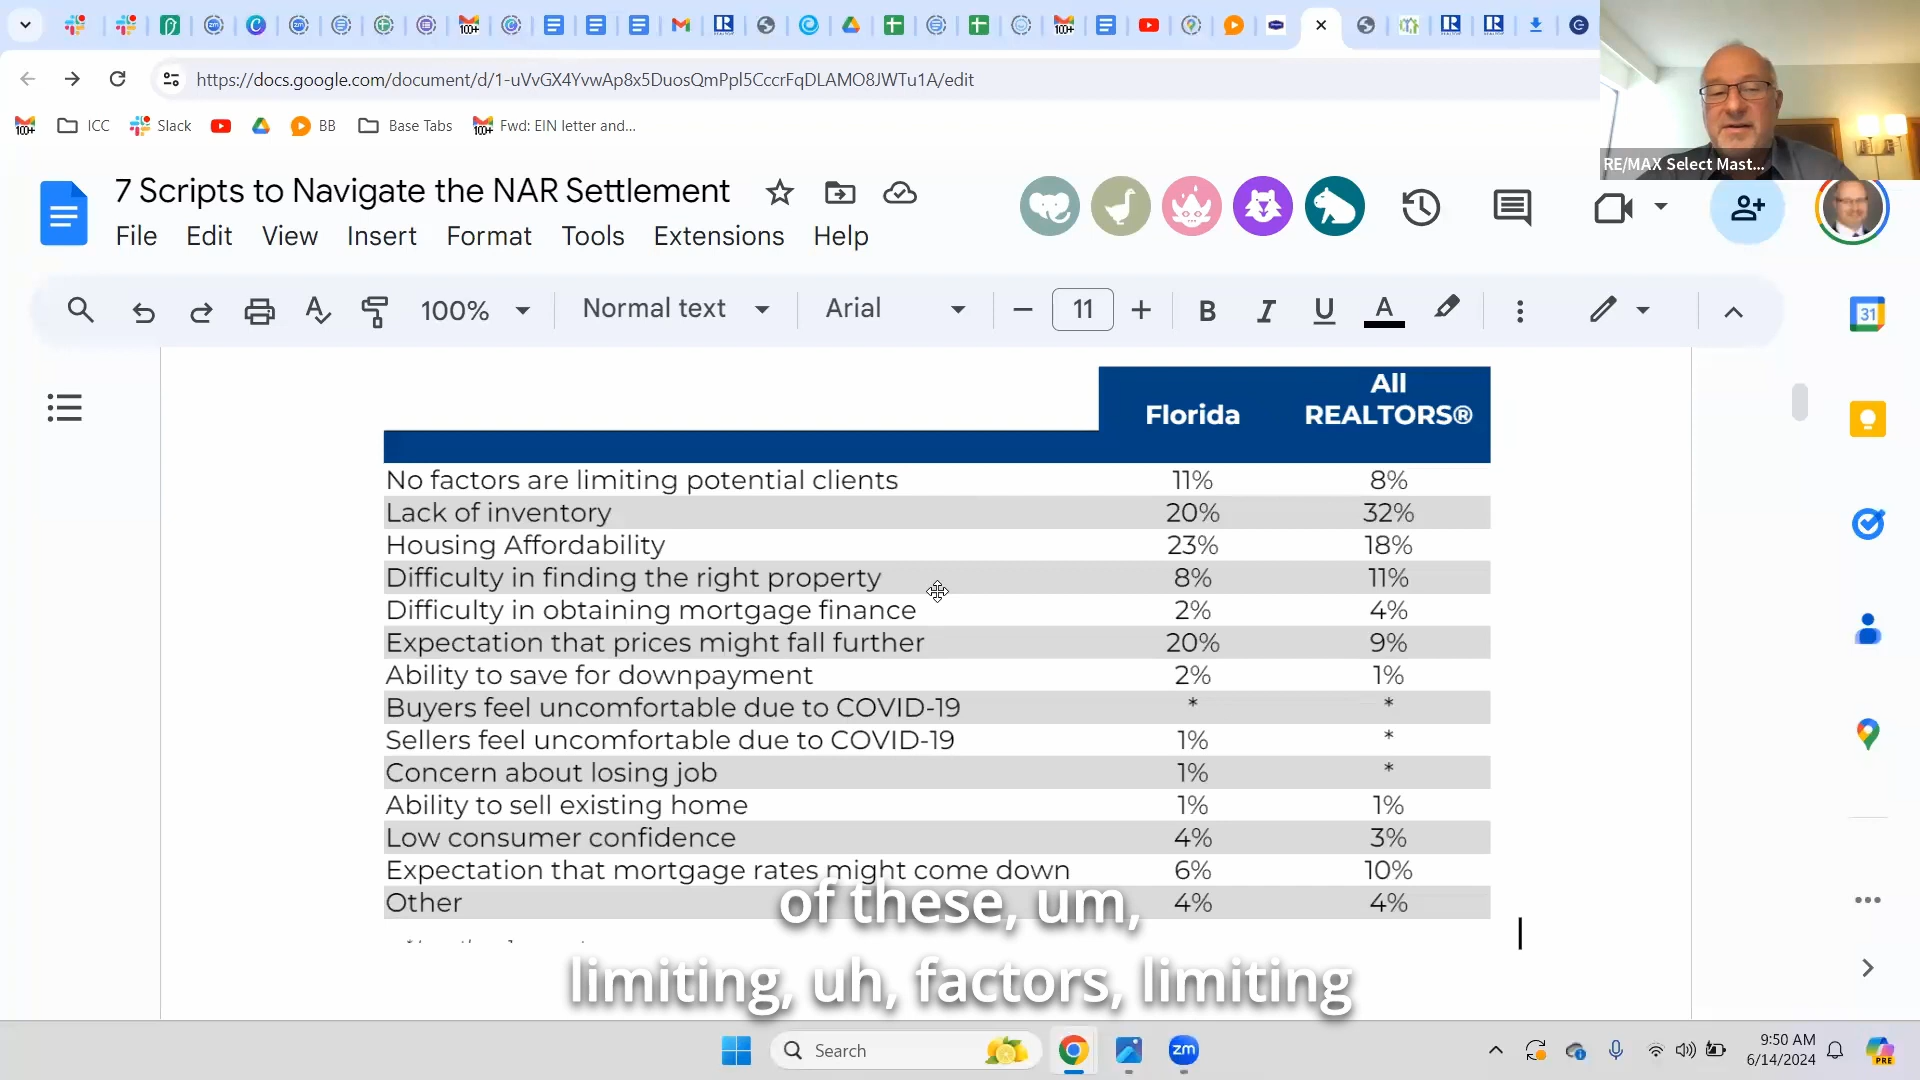 https://docs.google.com/document/d/1-uVvGX4YvwAp8x5DuosQmPpl5CccrFqDLAMO8JWTu1A/edit
ICC Slack BB Base Tabs Fwd: EIN letter and...
RE/MAX Select Mast...
7 Scripts to Navigate the NAR Settlement
File Edit View Insert Format Tools Extensions Help
100% Normal text Arial 11 B I U A
31
Florida All REALTORS®
No factors are limiting potential clients 11% 8%
Lack of inventory 20% 32%
Housing Affordability 23% 18%
Difficulty in finding the right property 8% 11%
Difficulty in obtaining mortgage finance 2% 4%
Expectation that prices might fall further 20% 9%
Ability to save for downpayment 2% 1%
Buyers feel uncomfortable due to COVID-19 * *
Sellers feel uncomfortable due to COVID-19 1% *
Concern about losing job 1% *
Ability to sell existing home 1% 1%
Low consumer confidence 4% 3%
Expectation that mortgage rates might come down 6% 10%
Other 4% 4%
of these, um,
limiting, uh, factors, limiting
Search
zm
9:50 AM
6/14/2024
PRE